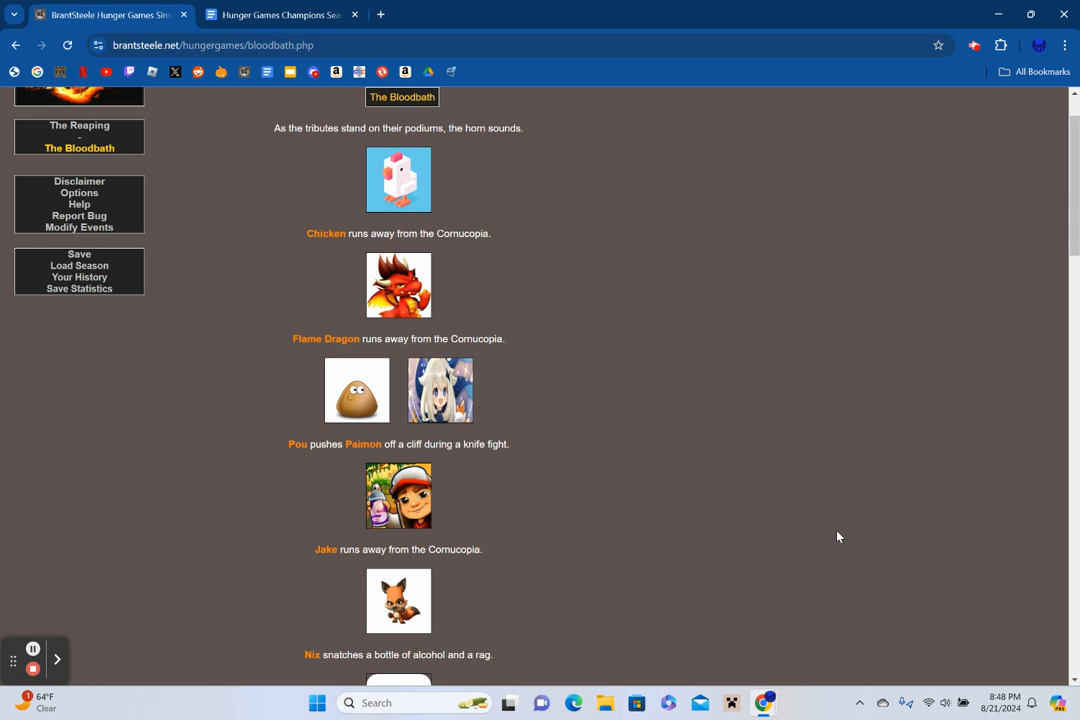 BrantSteele Hunger Games Sim
Hunger Games Champions Sea
brantsteele.net/hungergames/bloodbath.php
All Bookmarks
The Reaping
-
The Bloodbath
Disclaimer
Options
Help
Report Bug
Modify Events
Save
Load Season
Your History
Save Statistics
The Bloodbath
As the tributes stand on their podiums, the horn sounds.
Chicken runs away from the Cornucopia.
Flame Dragon runs away from the Cornucopia.
Pou pushes Paimon off a cliff during a knife fight.
Jake runs away from the Cornucopia.
Nix snatches a bottle of alcohol and a rag.
1
64°F
Clear
Search
8:48 PM
8/21/2024
PRE